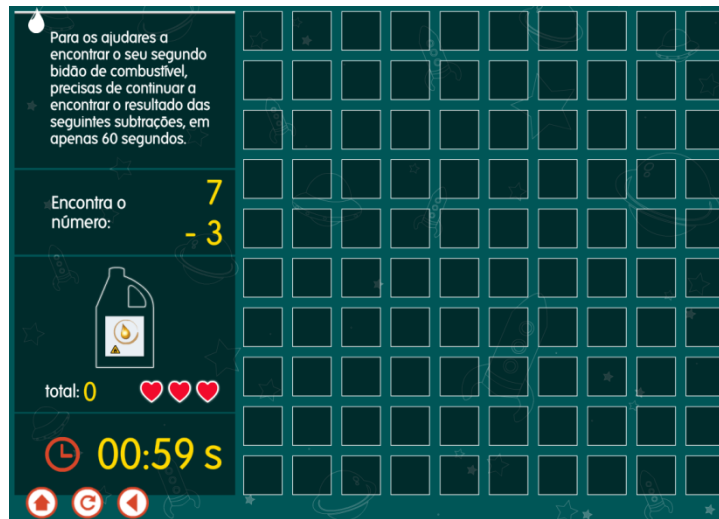 Para os ajudares a
encontrar o seu segundo
bidão de combustível,
precisas de continuar a
encontrar o resultado das
seguintes subtrações, em
apenas 60 segundos.
Encontra o
número:
7
- 3
total: 0
00:59 s